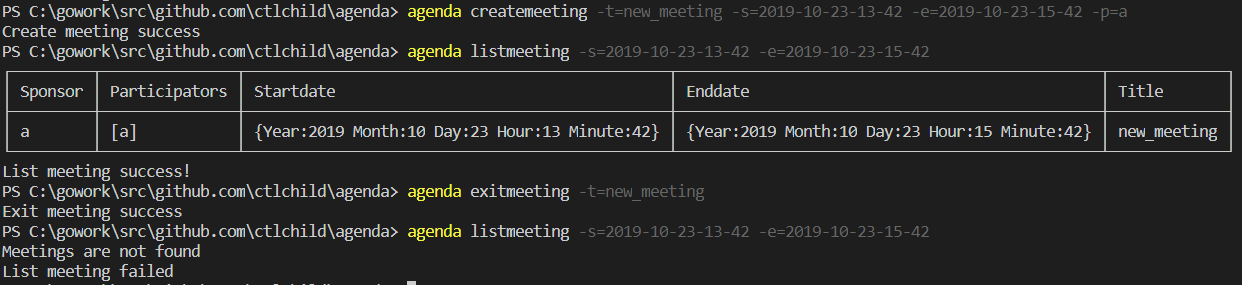 PS C:\gowork\src\github.com\ctlchild\agenda> agenda createmeeting -t=new_meeting -s=2019-10-23-13-42 -e=2019-10-23-15-42 -p=a
Create meeting success
PS C:\gowork\src\github.com\ctlchild\agenda> agenda listmeeting -s=2019-10-23-13-42 -e=2019-10-23-15-42
Sponsor Participators Startdate Enddate Title
a [a] {Year:2019 Month:10 Day:23 Hour:13 Minute:42} {Year:2019 Month:10 Day:23 Hour:15 Minute:42} new_meeting
List meeting success!
PS C:\gowork\src\github.com\ctlchild\agenda> agenda exitmeeting -t=new_meeting
Exit meeting success
PS C:\gowork\src\github.com\ctlchild\agenda> agenda listmeeting -s=2019-10-23-13-42 -e=2019-10-23-15-42
Meetings are not found
List meeting failed